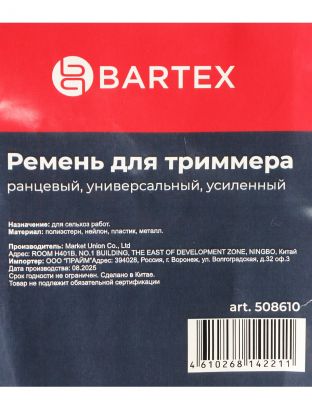 BARTEX
Ремень для триммера
ранцевый, универсальный, усиленный
Назначение: для сельхоз работ.
Материал: полиэстерн, нейлон, пластик, металл.
Производитель: Market Union Co., Ltd
Адрес: ROOM H401B, NO.1 BUILDING, THE EAST OF DEVELOPMENT ZONE, NINGBO, Китай
Импортер: ООО "ПРАЙМ"Адрес: 394028, Россия, г. Воронеж, ул. Волгоградская, д.32 оф.3
Дата производства: 08.2025
Срок годности не ограничен. Сделано в Китае.
Товар не подлежит обязательной сертификации
art. 508610
4 610268 142211